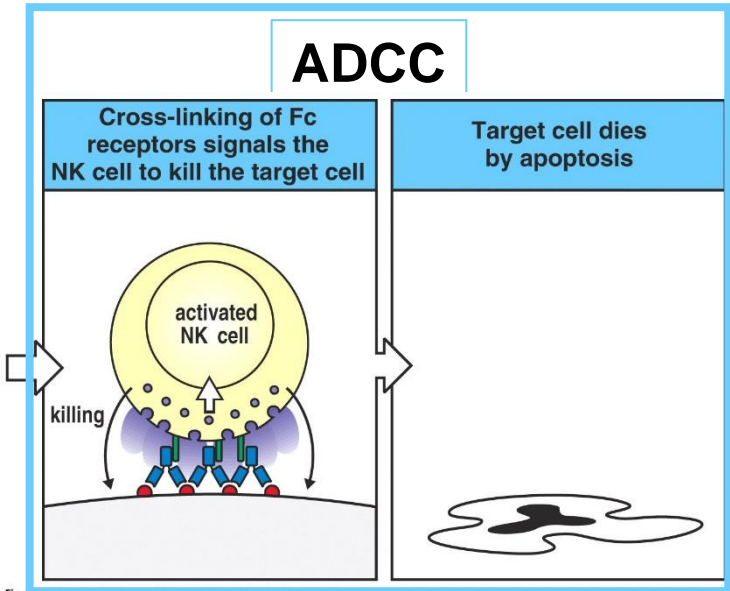 ADCC
Cross-linking of Fc
receptors signals the
NK cell to kill the target cell
Target cell dies
by apoptosis
activated
NK cell
killing